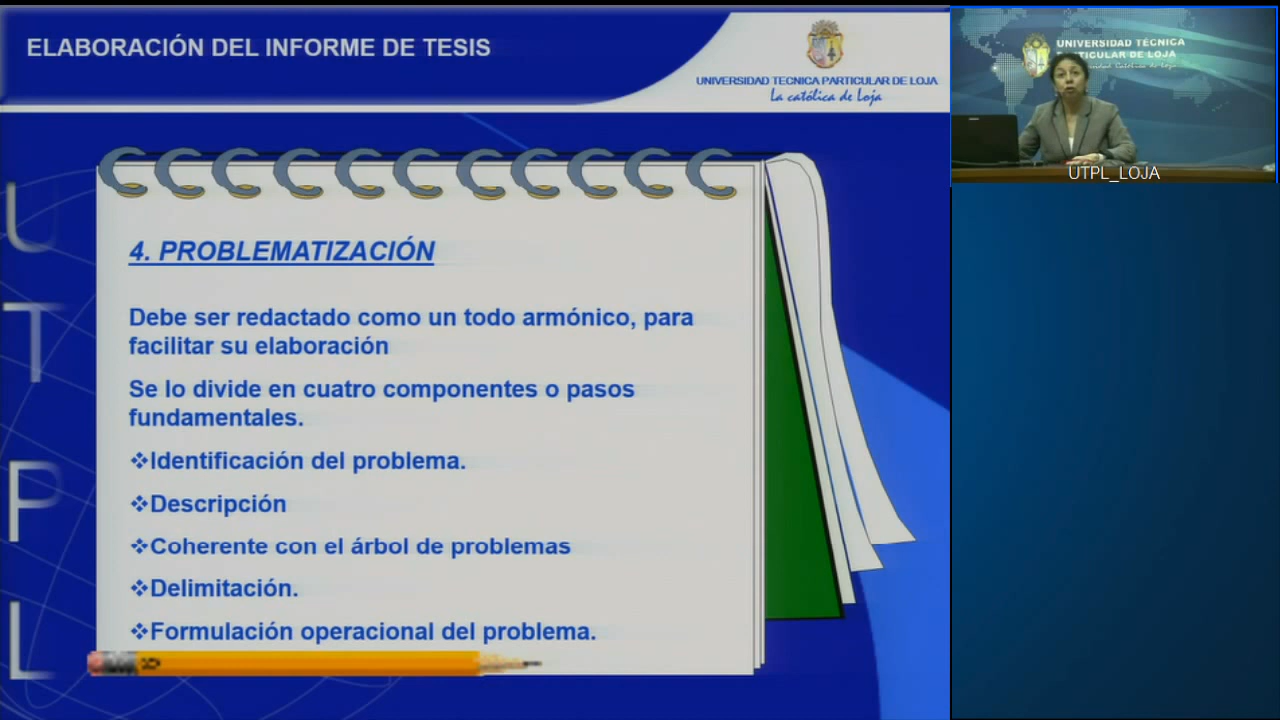 ELABORACIÓN DEL INFORME DE TESIS
UNIVERSIDAD TECNICA PARTICULAR DE LOJA
La católica de Loja
UNIVERSIDAD TÉCNICA
PARTICULAR DE LOJA
UTPL_LOJA
U
T
P
L
4. PROBLEMATIZACIÓN
Debe ser redactado como un todo armónico, para
facilitar su elaboración
Se lo divide en cuatro componentes o pasos
fundamentales.
❖Identificación del problema.
❖Descripción
❖Coherente con el árbol de problemas
❖Delimitación.
❖Formulación operacional del problema.